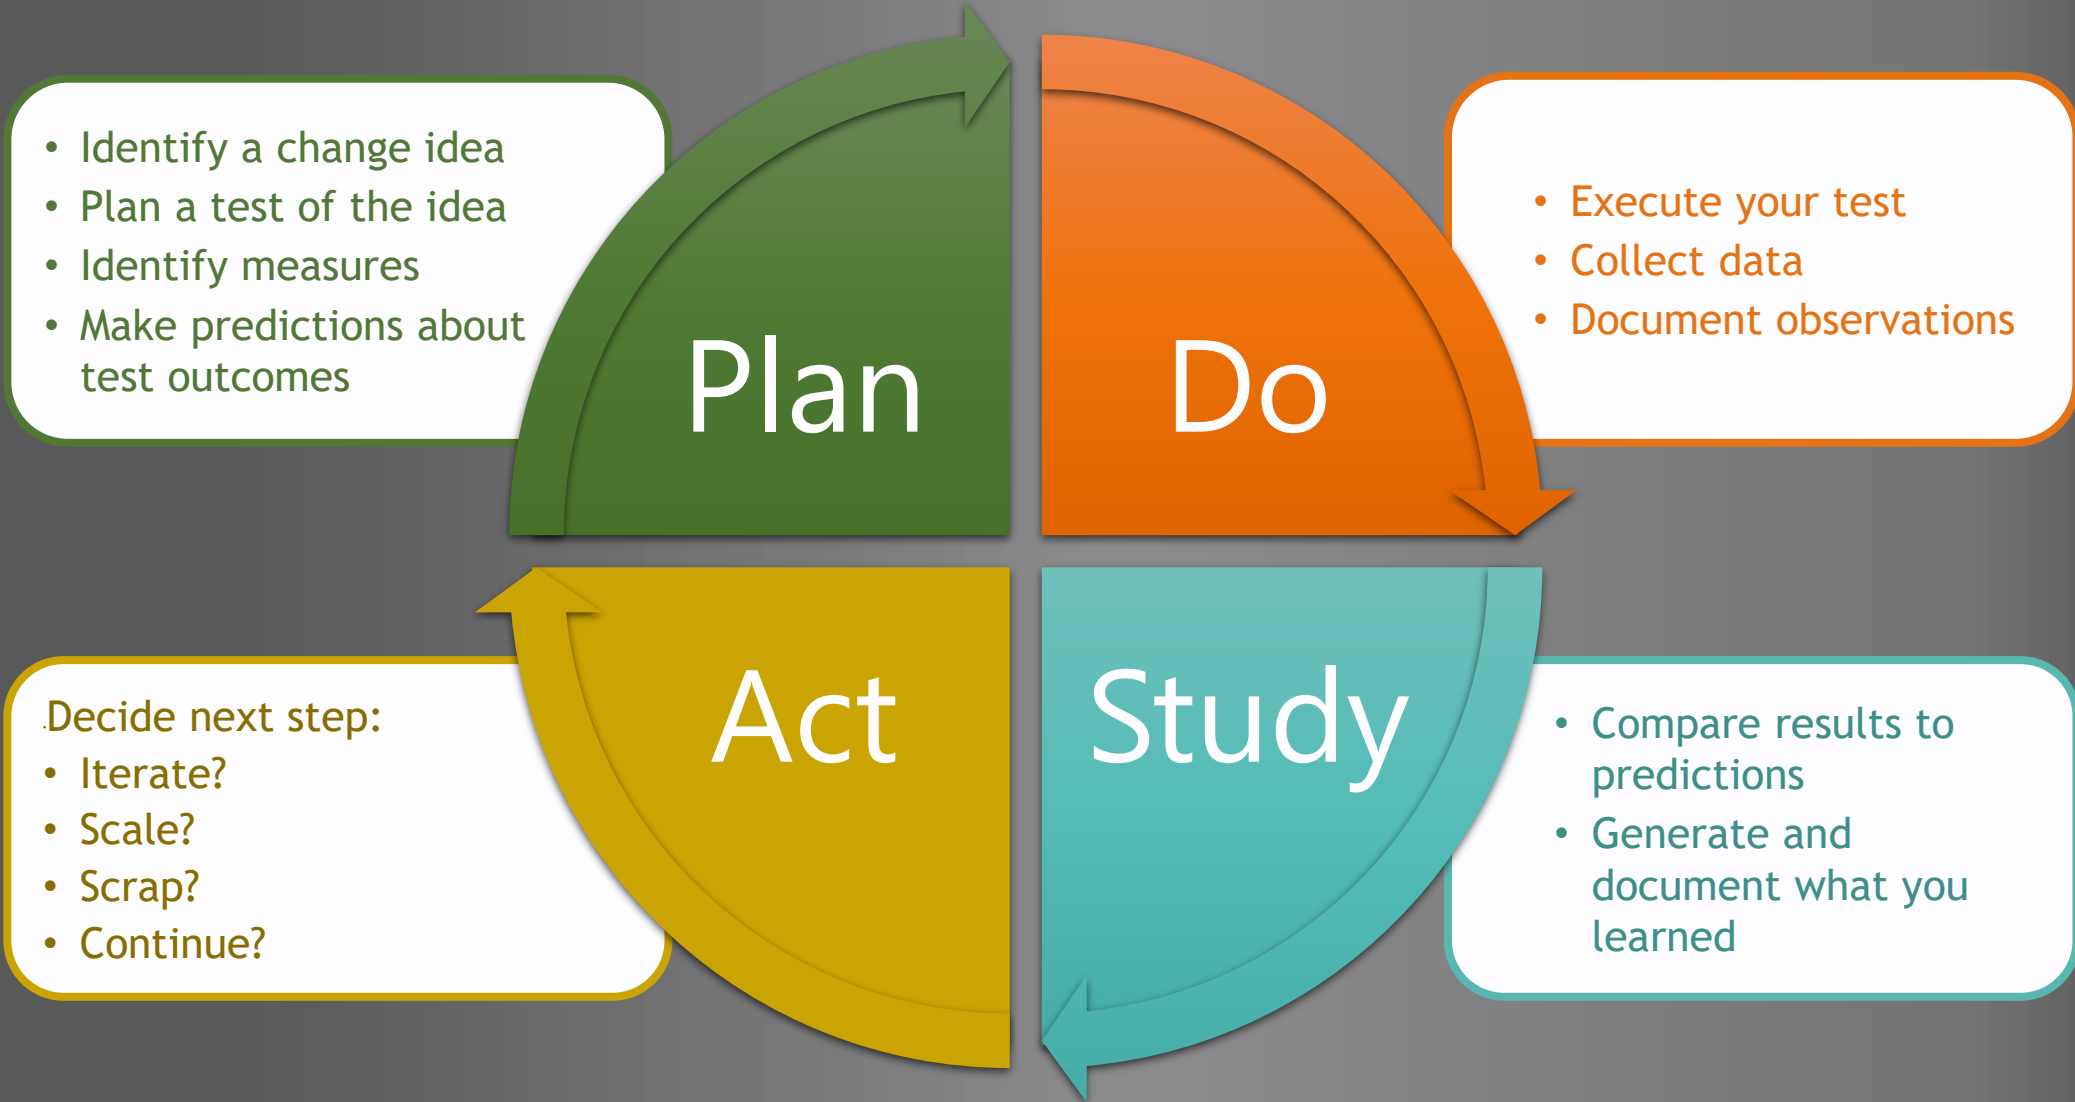 • Identify a change idea
• Plan a test of the idea
• Identify measures
• Make predictions about
test outcomes
Plan
Do
• Execute your test
• Collect data
• Document observations
Act
.Decide next step:
• Iterate?
• Scale?
• Scrap?
• Continue?
Study
• Compare results to
predictions
• Generate and
document what you
learned